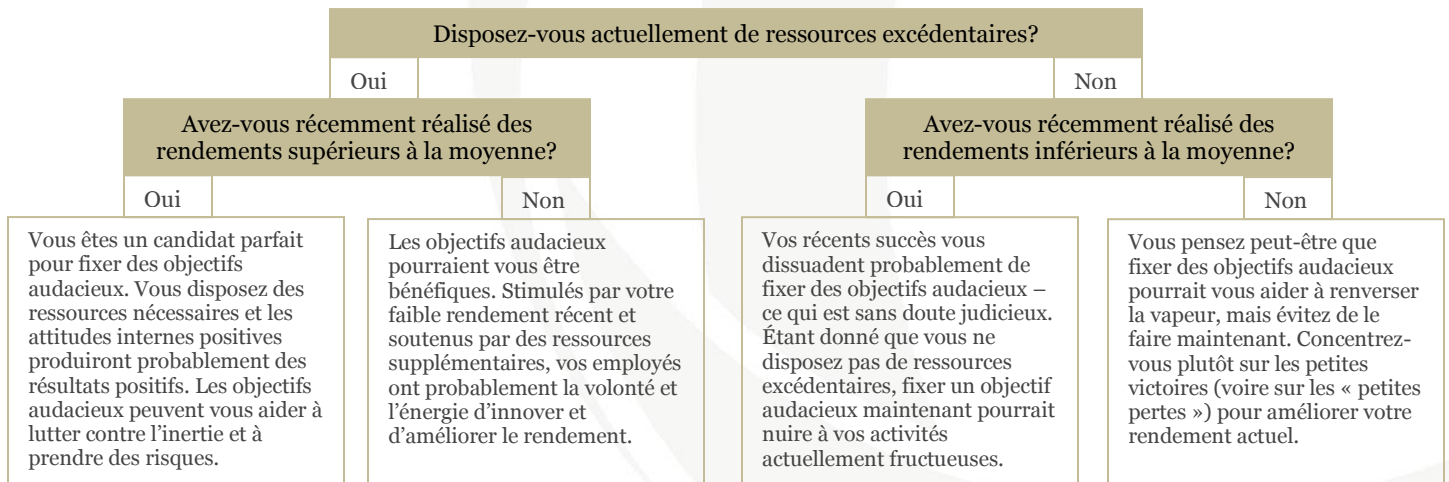 Disposez-vous actuellement de ressources excédentaires?
Oui
Non
Avez-vous récemment réalisé des
rendements supérieurs à la moyenne?
Avez-vous récemment réalisé des
rendements inférieurs à la moyenne?
Oui
Non
Oui
Non
Vous êtes un candidat parfait
pour fixer des objectifs
audacieux. Vous disposez des
ressources nécessaires et les
attitudes internes positives
produiront probablement des
résultats positifs. Les objectifs
audacieux peuvent vous aider à
lutter contre l’inertie et à
prendre des risques.
Les objectifs audacieux
pourraient vous être
bénéfiques. Stimulés par votre
faible rendement récent et
soutenus par des ressources
supplémentaires, vos employés
ont probablement la volonté et
l’énergie d’innover et
d’améliorer le rendement.
Vos récents succès vous
dissuadent probablement de
fixer des objectifs audacieux –
ce qui est sans doute judicieux.
Étant donné que vous ne
disposez pas de ressources
excédentaires, fixer un objectif
audacieux maintenant pourrait
nuire à vos activités
actuellement fructueuses.
Vous pensez peut-être que
fixer des objectifs audacieux
pourrait vous aider à renverser
la vapeur, mais évitez de le
faire maintenant. Concentrez-
vous plutôt sur les petites
victoires (voire sur les « petites
pertes ») pour améliorer votre
rendement actuel.